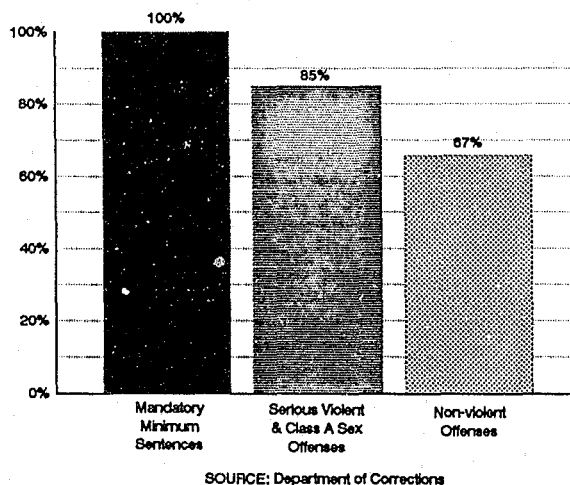 100%
100%
85%
80%
67%
60%
40%
20%
0%
Mandatory
Minimum
Sentences
Serious Violent
& Class A Sex
Offenses
Non-violent
Offenses
SOURCE: Department of Corrections